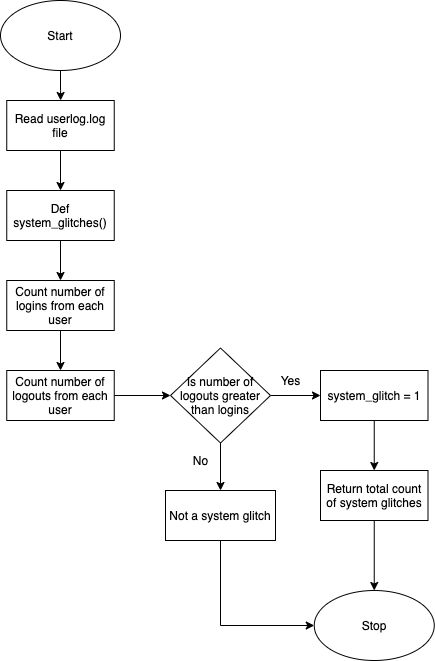 Start
Read userlog.log
file
Def
system_glitches()
Count number of
logins from each
user
Count number of
logouts from each
user
Is number of
logouts greater
than logins
Yes
system_glitch = 1
No
Return total count
of system glitches
Not a system glitch
Stop